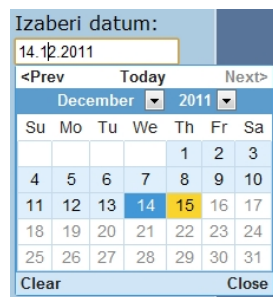 Izaberi datum:
14.12.2011
<Prev Today Next>
December 2011
Su Mo Tu We Th Fr Sa
1 2 3
4 5 6 7 8 9 10
11 12 13 14 15 16 17
18 19 20 21 22 23 24
25 26 27 28 29 30 31
Clear Close